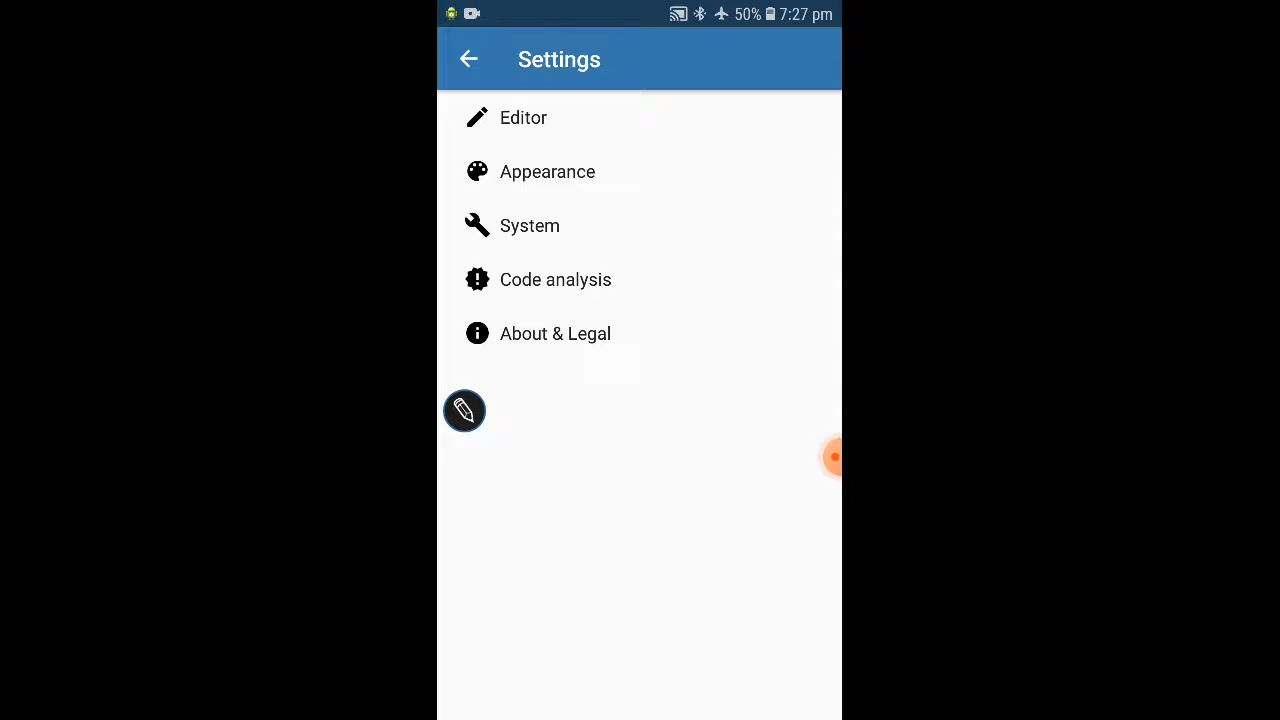 50% 7:27 pm
Settings
Editor
Appearance
System
Code analysis
About & Legal